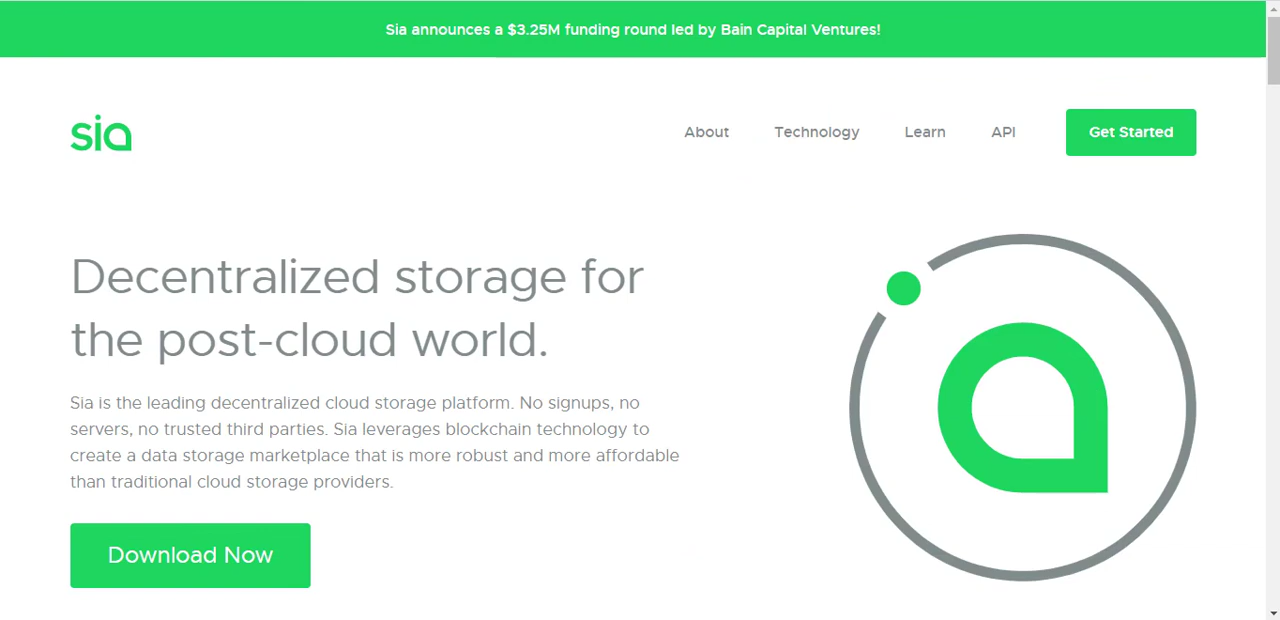 Sia announces a $3.25M funding round led by Bain Capital Ventures!
sia
About
Technology
Learn
API
Get Started
Decentralized storage for
the post-cloud world.
Sia is the leading decentralized cloud storage platform. No signups, no
servers, no trusted third parties. Sia leverages blockchain technology to
create a data storage marketplace that is more robust and more affordable
than traditional cloud storage providers.
Download Now